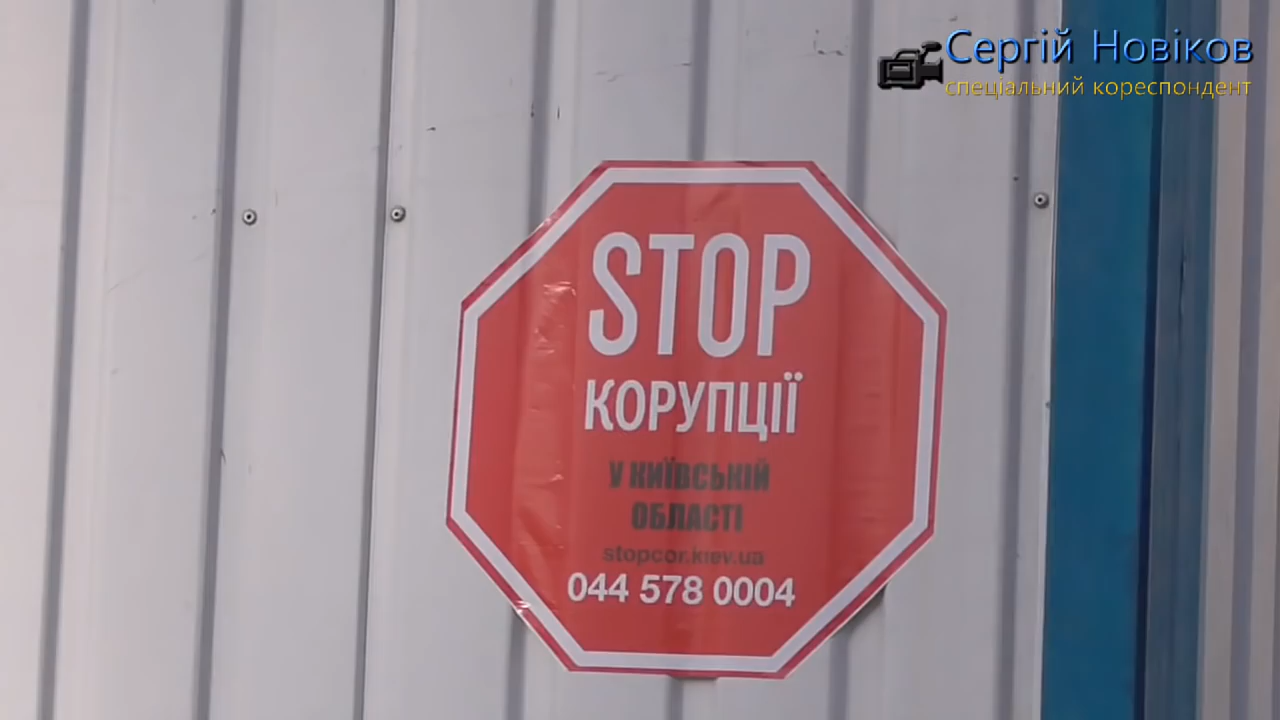 Сергій Новіков
спеціальний кореспондент
STOP
КОРУПЦІЇ
У КИЇВСЬКІЙ
ОБЛАСТІ
stopcor.kiev.ua
044 578 0004